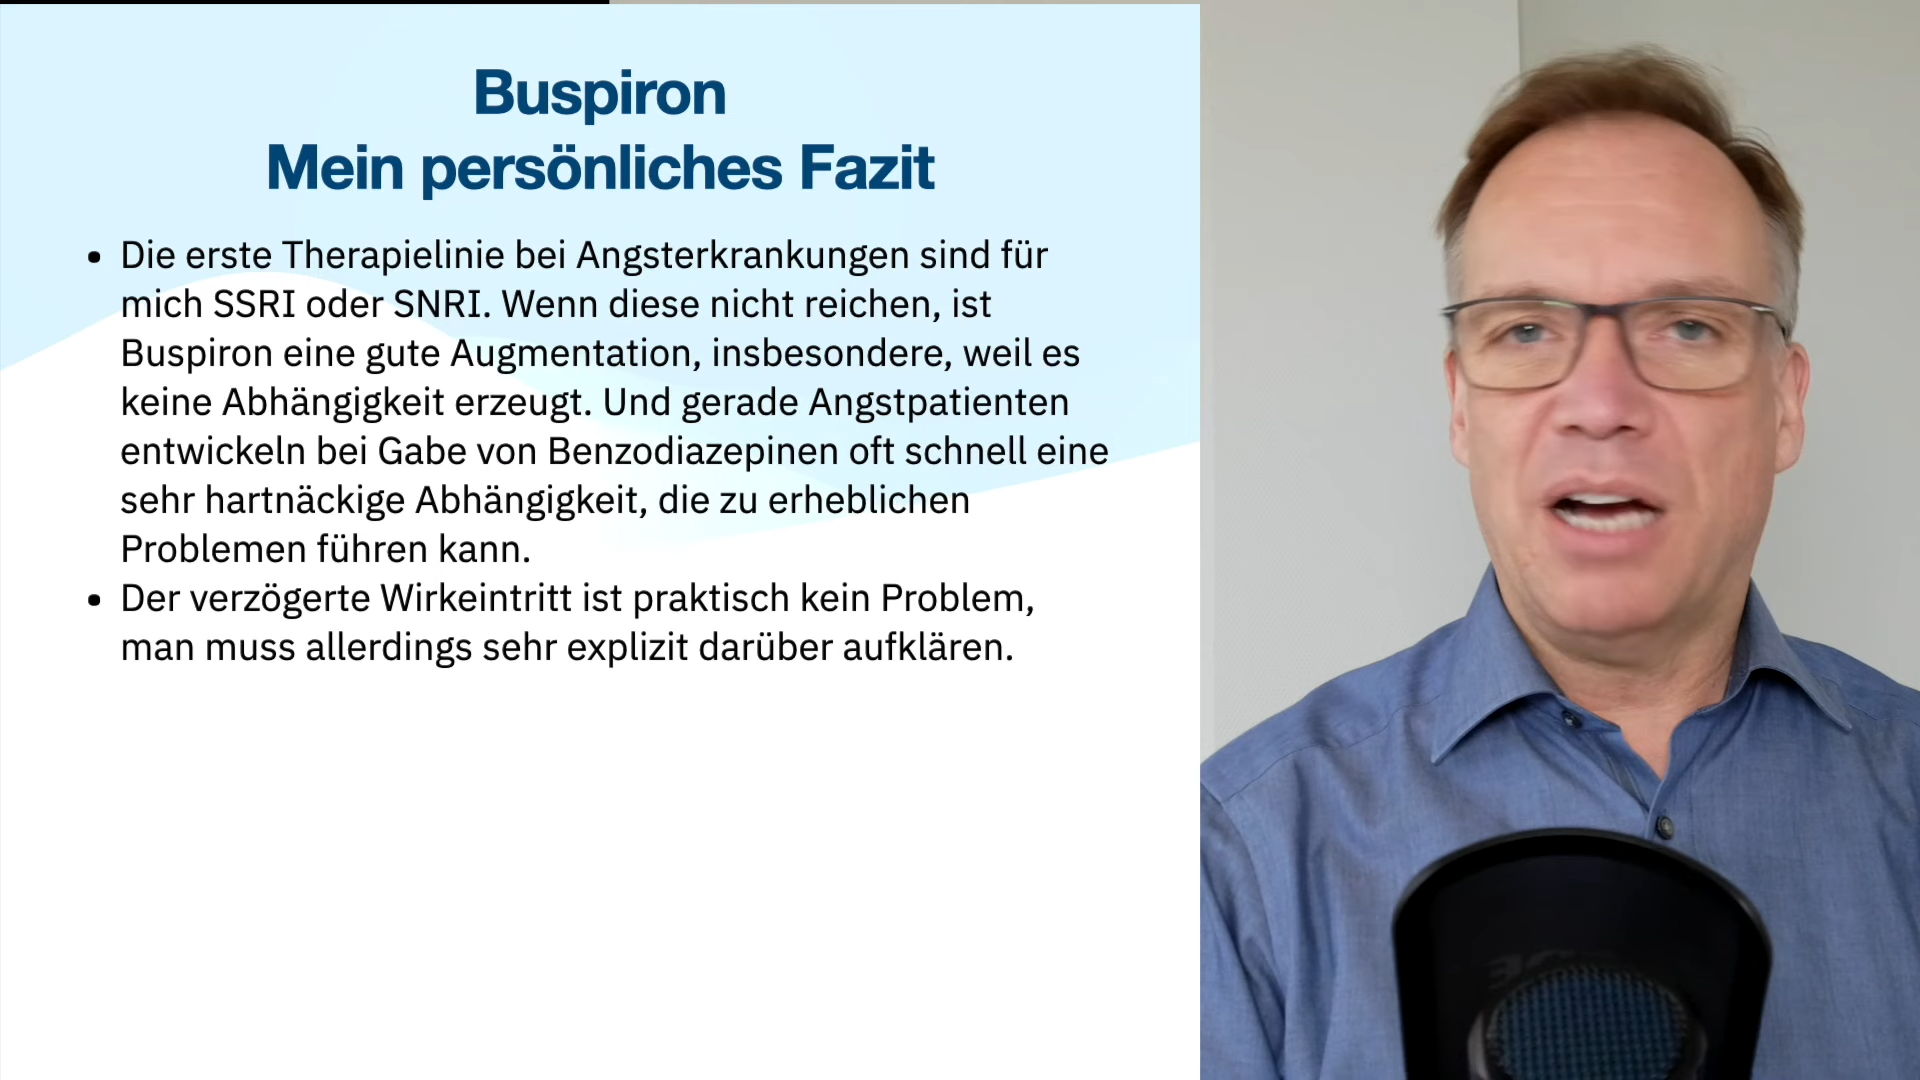 Buspiron
Mein persönliches Fazit
• Die erste Therapielinie bei Angsterkrankungen sind für
mich SSRI oder SNRI. Wenn diese nicht reichen, ist
Buspiron eine gute Augmentation, insbesondere, weil es
keine Abhängigkeit erzeugt. Und gerade Angstpatienten
entwickeln bei Gabe von Benzodiazepinen oft schnell eine
sehr hartnäckige Abhängigkeit, die zu erheblichen
Problemen führen kann.
• Der verzögerte Wirkeintritt ist praktisch kein Problem,
man muss allerdings sehr explizit darüber aufklären.